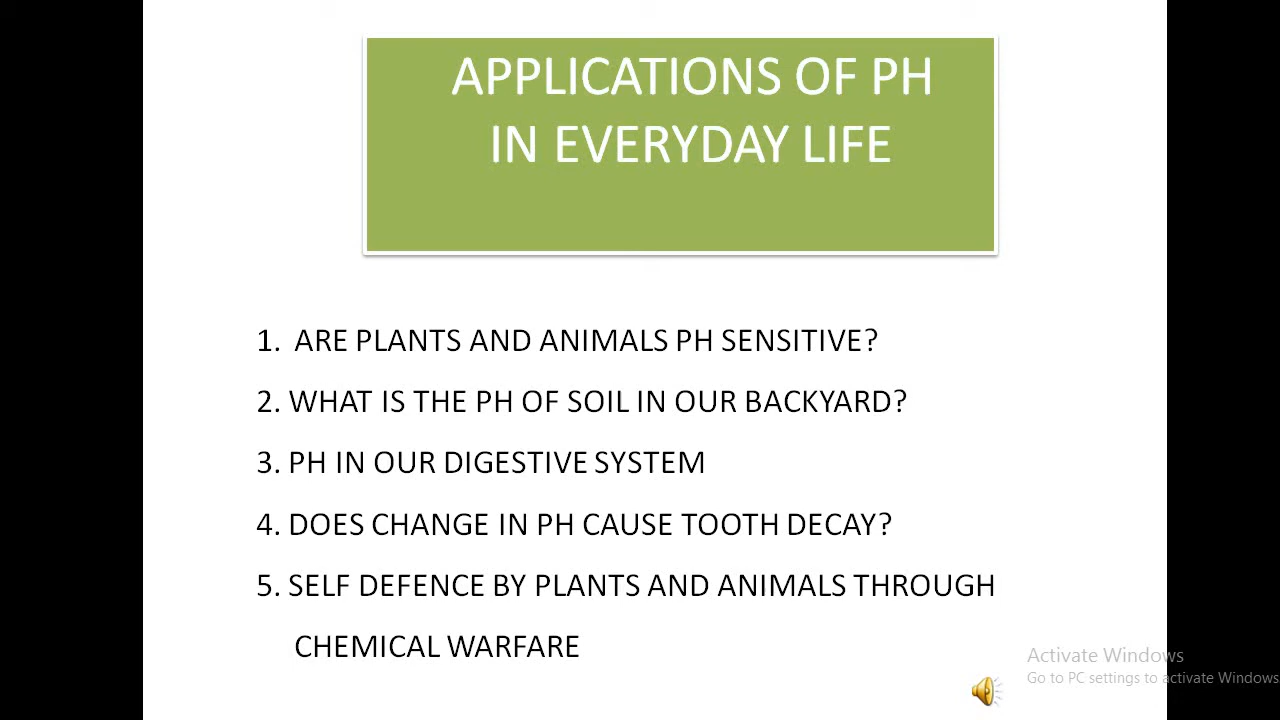 APPLICATIONS OF PH
IN EVERYDAY LIFE
1. ARE PLANTS AND ANIMALS PH SENSITIVE?
2. WHAT IS THE PH OF SOIL IN OUR BACKYARD?
3. PH IN OUR DIGESTIVE SYSTEM
4. DOES CHANGE IN PH CAUSE TOOTH DECAY?
5. SELF DEFENCE BY PLANTS AND ANIMALS THROUGH
CHEMICAL WARFARE
Activate Windows
Go to PC settings to activate Windows